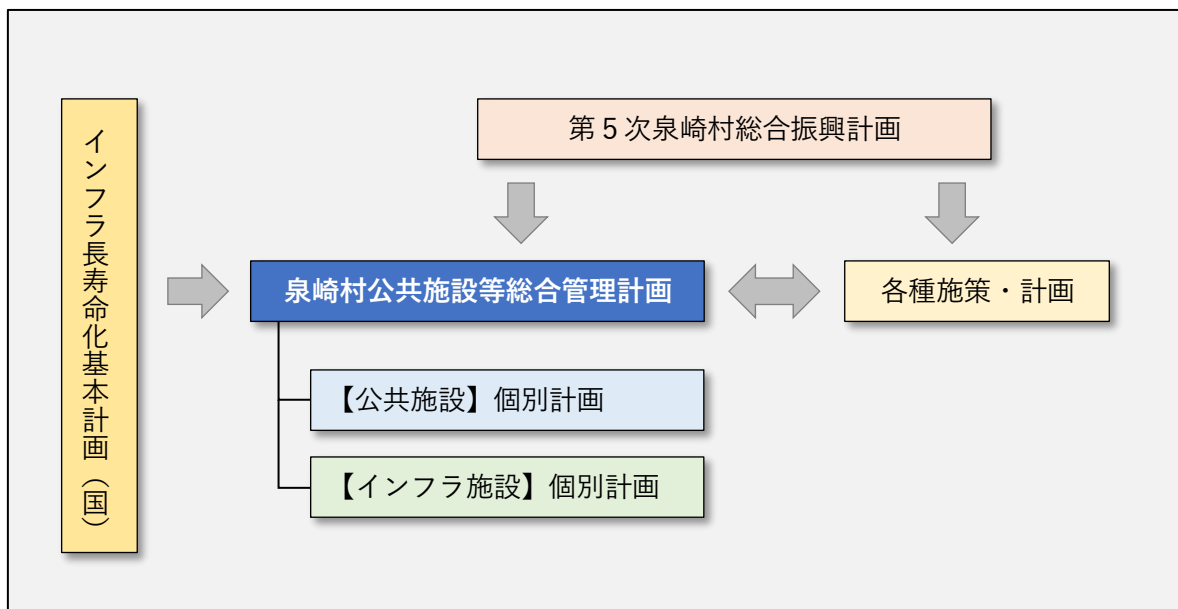 インフラ長寿命化基本計画（国）
第５次泉崎村総合振興計画
泉崎村公共施設等総合管理計画
各種施策・計画
【公共施設】個別計画
【インフラ施設】個別計画